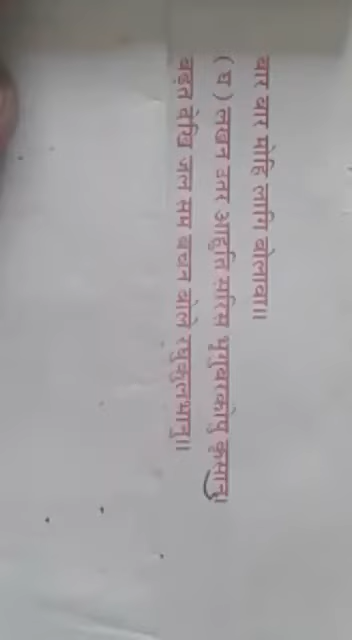 बार बार मोहि लागि बोलावा॥
(घ) लखन उतर आहुति सरिस भृगुबरकोपु कृसानु।
बढ़त देखि जल सम बचन बोले रघुकुलभानु॥